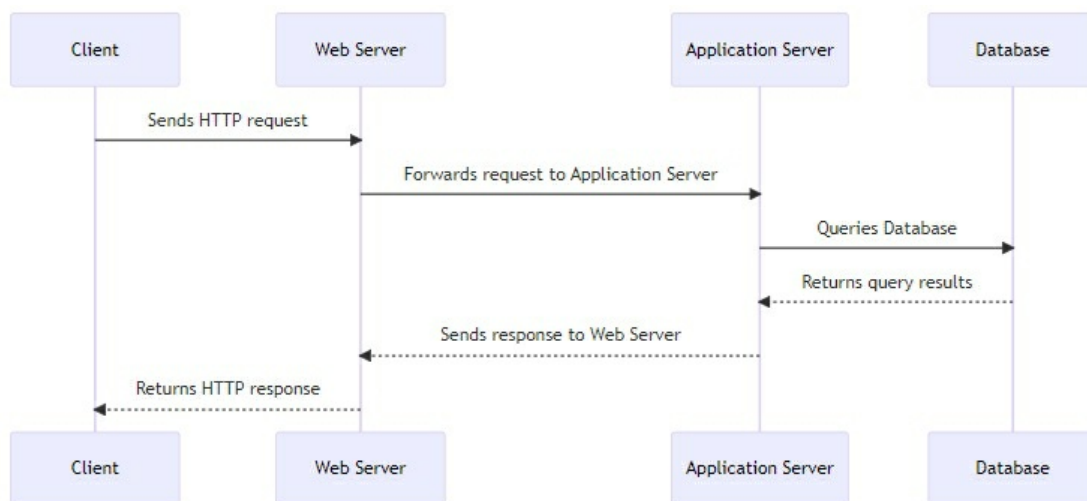 Client
Web Server
Application Server
Database
Sends HTTP request
Forwards request to Application Server
Queries Database
Returns query results
Sends response to Web Server
Returns HTTP response
Client
Web Server
Application Server
Database